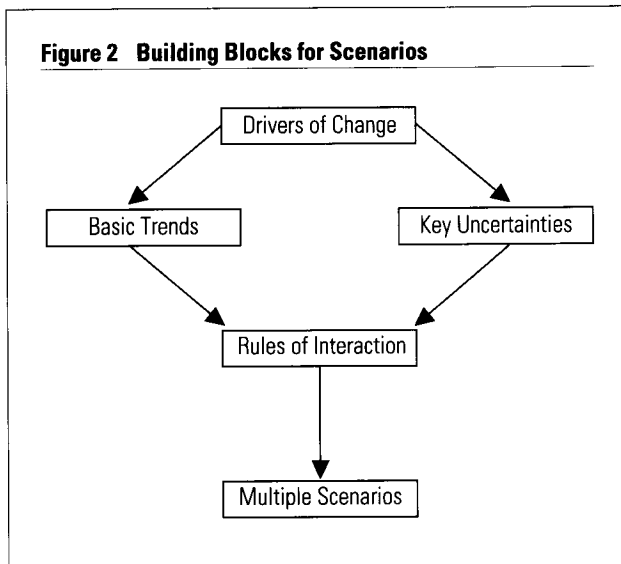 Figure 2 Building Blocks for Scenarios
Drivers of Change
Basic Trends
Key Uncertainties
Rules of Interaction
Multiple Scenarios